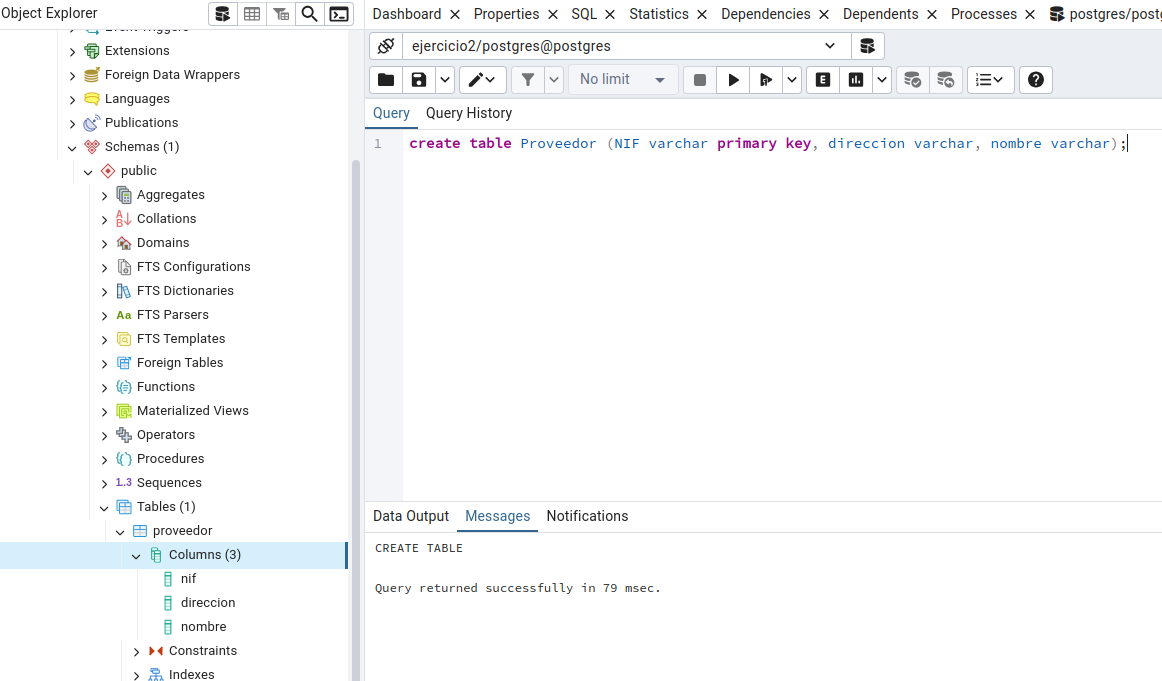 Object Explorer
Event Triggers
Extensions
Foreign Data Wrappers
Languages
Publications
Schemas (1)
public
Aggregates
Collations
Domains
FTS Configurations
FTS Dictionaries
Aa FTS Parsers
FTS Templates
Foreign Tables
Functions
Materialized Views
Operators
Procedures
1..3 Sequences
Tables (1)
proveedor
Columns (3)
nif
direccion
nombre
Constraints
Indexes
Dashboard Properties SQL Statistics Dependencies Dependents Processes postgres/postg
ejercicio2/postgres@postgres
No limit
E
Query Query History
1 create table Proveedor (NIF varchar primary key, direccion varchar, nombre varchar);
Data Output Messages Notifications
CREATE TABLE
Query returned successfully in 79 msec.